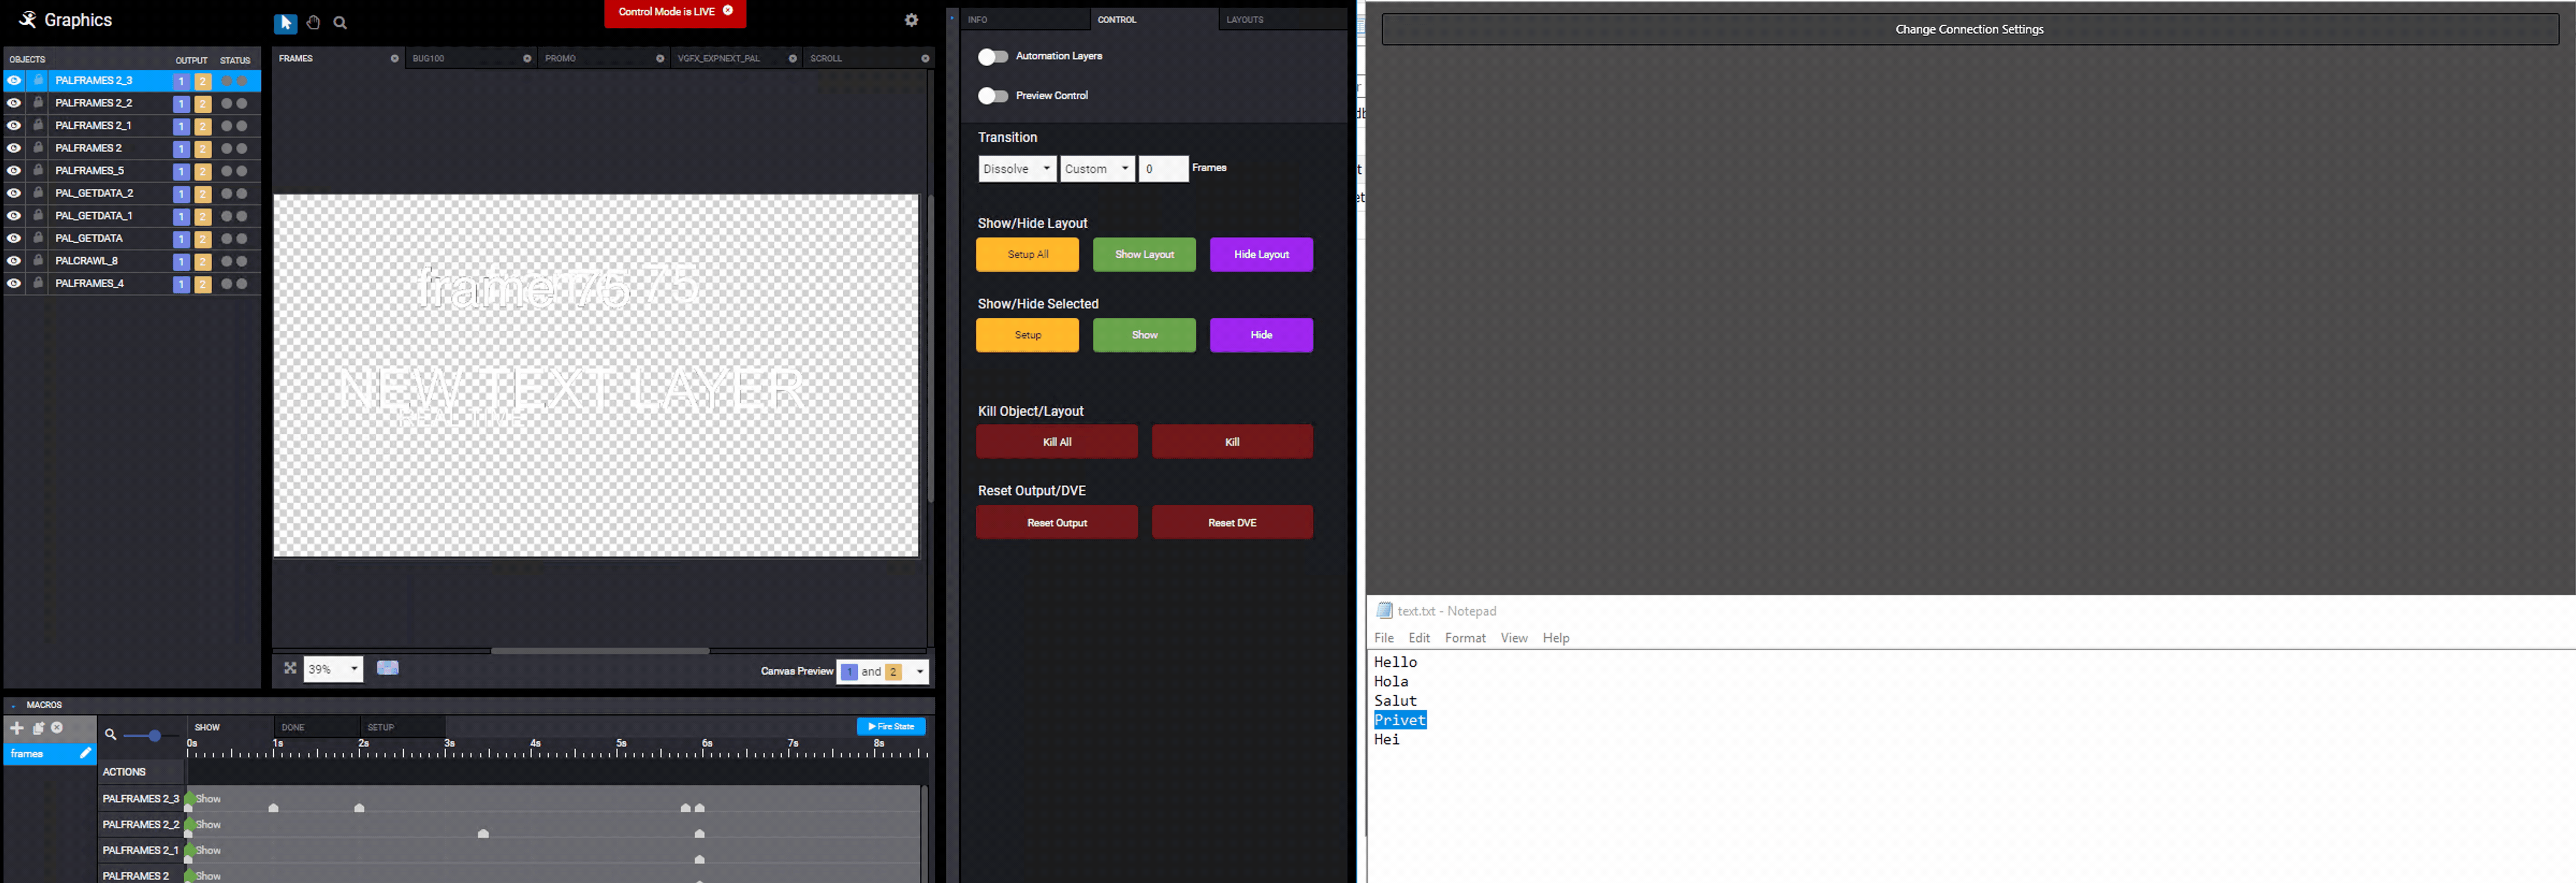 Graphics
Control Mode is LIVE
OBJECTS OUTPUT STATUS
PALFRAMES 2_3 1 2
PALFRAMES 2_2 1 2
PALFRAMES 2_1 1 2
PALFRAMES 2 1 2
PALFRAMES_5 1 2
PAL_GETDATA_2 1 2
PAL_GETDATA_1 1 2
PAL_GETDATA 1 2
PALCRAWL_8 1 2
PALFRAMES_4 1 2
FRAMES BUG100 PROMO VGFX_EXPNEXT_PAL SCROLL
NEW TEXT LAYER
REAL TIME
39%
Canvas Preview 1 and 2
MACROS
frames
SHOW DONE SETUP
Fire State
0s 1s 2s 3s 4s 5s 6s 7s 8s
ACTIONS
PALFRAMES 2_3 Show
PALFRAMES 2_2 Show
PALFRAMES 2_1 Show
PALFRAMES 2 Show
INFO CONTROL LAYOUTS
Automation Layers
Preview Control
Transition
Dissolve Custom 0 Frames
Show/Hide Layout
Setup All Show Layout Hide Layout
Show/Hide Selected
Setup Show Hide
Kill Object/Layout
Kill All Kill
Reset Output/DVE
Reset Output Reset DVE
Change Connection Settings
text.txt - Notepad
File Edit Format View Help
Hello
Hola
Salut
Privet
Hei